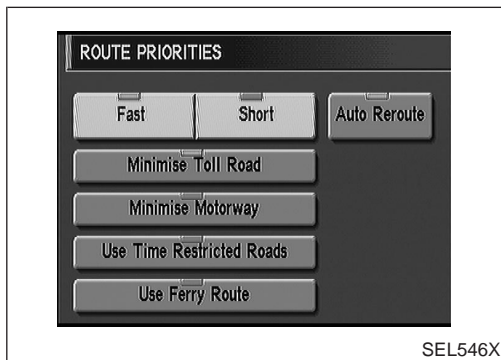 ROUTE PRIORITIES
Fast Short Auto Reroute
Minimise Toll Road
Minimise Motorway
Use Time Restricted Roads
Use Ferry Route
SEL546X